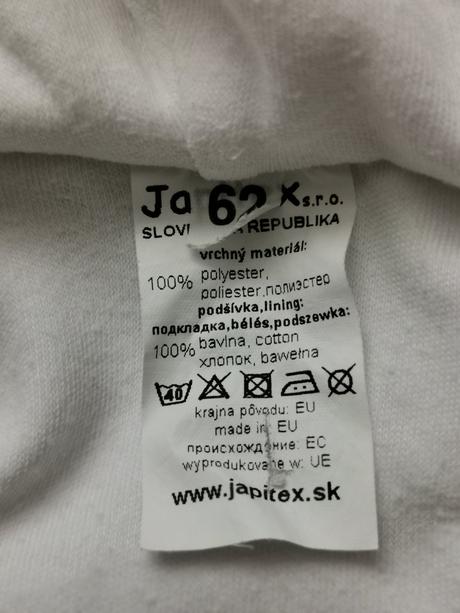 Ja 62 x s.r.o.
SLOV REPUBLIKA
vrchný materiál:
100% polyester,
poliester,полиэстер
podšívka,lining:
подкладка,bélés,podszewka:
100% bavlna, cotton
хлопок, bawełna
40
krajna pôvodu: EU
made in: EU
происхождение: EC
wyprodukowane w: UE
www.japitex.sk